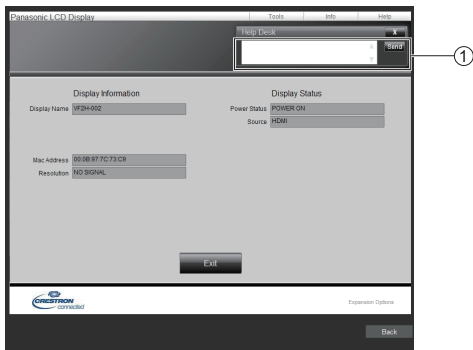 Panasonic LCD Display
Tools Info Help
Help Desk X
Send
1
Display Information Display Status
Display Name VF2H-002 Power Status POWER ON
Source HDMI
Mac Address 00:0B:97:7C:73:C9
Resolution NO SIGNAL
Exit
CRESTRON
connected
Expansion Options
Back